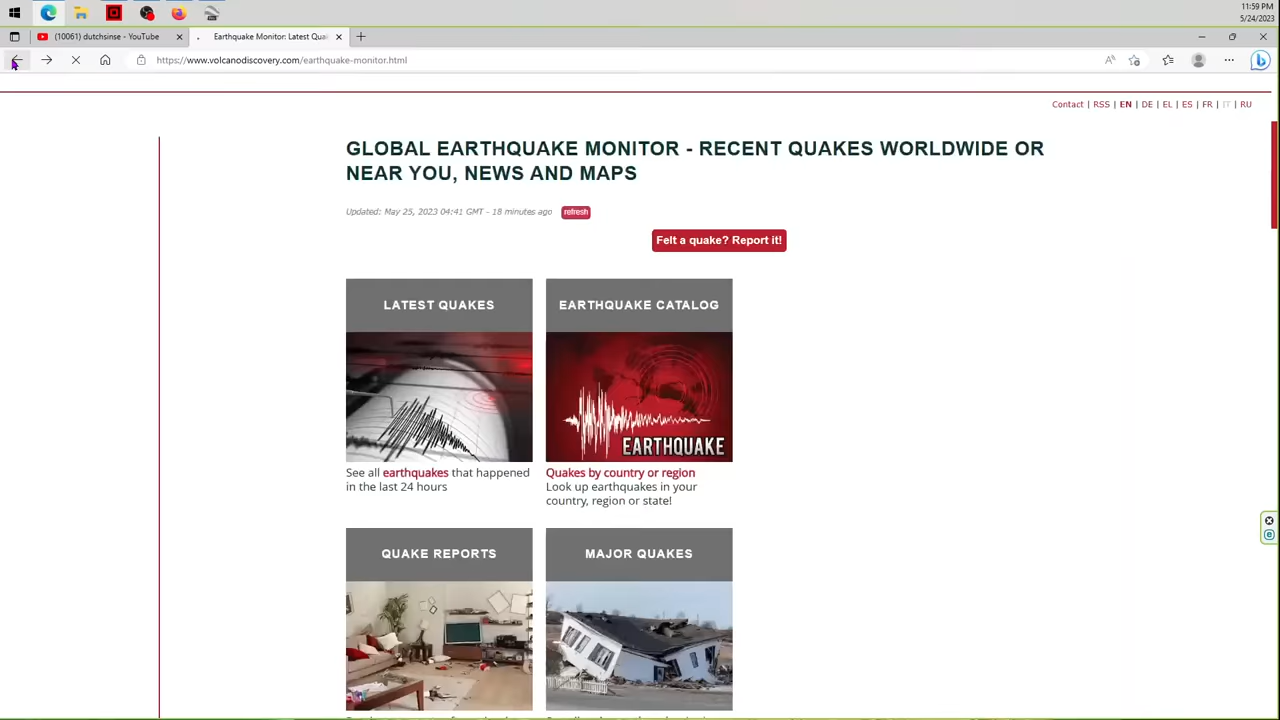 11:59 PM
5/24/2023
(10061) dutchsinse - YouTube
Earthquake Monitor: Latest Qua
https://www.volcanodiscovery.com/earthquake-monitor.html
Contact | RSS | EN | DE | EL | ES | FR | IT | RU
GLOBAL EARTHQUAKE MONITOR - RECENT QUAKES WORLDWIDE OR
NEAR YOU, NEWS AND MAPS
Updated: May 25, 2023 04:41 GMT - 18 minutes ago refresh
Felt a quake? Report it!
LATEST QUAKES
EARTHQUAKE CATALOG
EARTHQUAKE
See all earthquakes that happened
in the last 24 hours
Quakes by country or region
Look up earthquakes in your
country, region or state!
QUAKE REPORTS
MAJOR QUAKES